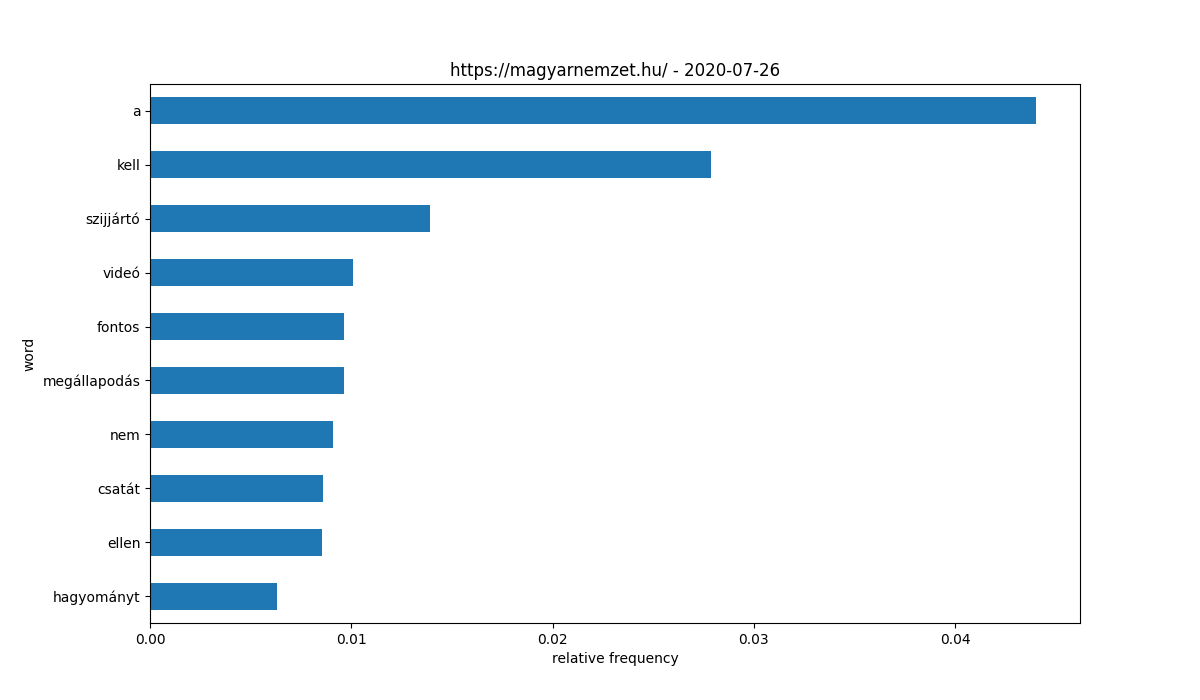 https://magyarnemzet.hu/ - 2020-07-26
word
a
kell
szijjártó
videó
fontos
megállapodás
nem
csatát
ellen
hagyományt
0.00 0.01 0.02 0.03 0.04
relative frequency